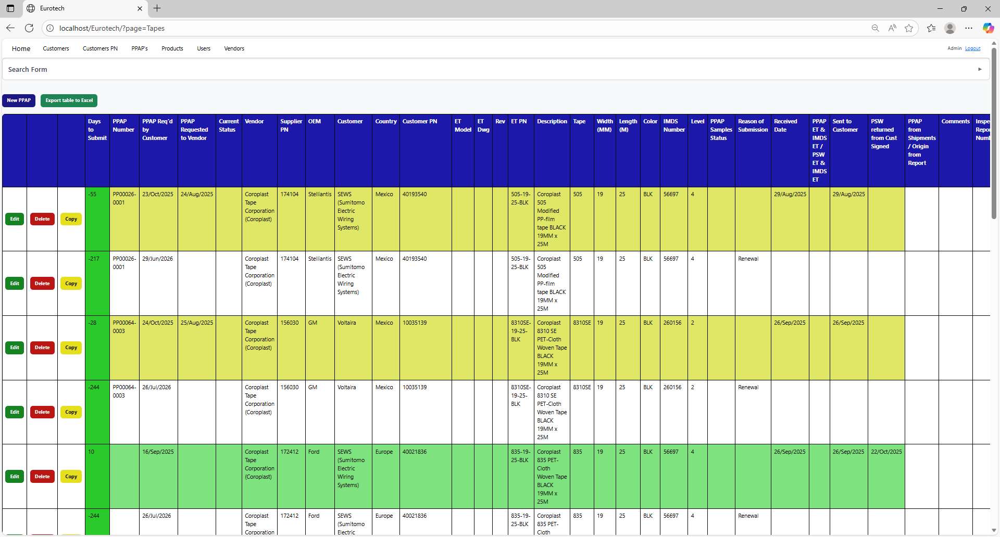 Eurotech
localhost/Eurotech/?page=Tapes
Home Customers Customers PN PPAP's Products Users Vendors Admin Logout
Search Form
New PPAP Export table to Excel
Days to Submit
PPAP Number
PPAP Req'd by Customer
PPAP Requested to Vendor
Current Status
Vendor
Supplier PN
OEM
Customer
Country
Customer PN
ET Model
ET Dwg
Rev
ET PN
Description
Tape
Width (MM)
Length (M)
Color
IMDS Number
Level
PPAP Samples Status
Reason of Submission
Received Date
PPAP ET & IMDS ET / PSW ET & IMDS ET
Sent to Customer
PSW returned from Cust Signed
PPAP from Shipments / Origin from Report
Comments
Inspe
Repor
Numb
Edit Delete Copy -55 PP00026-0001 23/Oct/2025 24/Aug/2025 Coroplast Tape Corporation (Coroplast) 174104 Stelliantis SEWS (Sumitomo Electric Wiring Systems) Mexico 40193540 505-19-25-BLK Coroplast 505 Modified PP-film tape BLACK 19MM x 25M 505 19 25 BLK 56697 4 29/Aug/2025 29/Aug/2025
Edit Delete Copy -217 PP00026-0001 29/Jun/2026 Coroplast Tape Corporation (Coroplast) 174104 Stelliantis SEWS (Sumitomo Electric Wiring Systems) Mexico 40193540 505-19-25-BLK Coroplast 505 Modified PP-film tape BLACK 19MM x 25M 505 19 25 BLK 56697 4 Renewal
Edit Delete Copy -28 PP00064-0003 24/Oct/2025 25/Aug/2025 Coroplast Tape Corporation (Coroplast) 156030 GM Voltaira Mexico 10035139 8310SE-19-25-BLK Coroplast 8310 SE PET-Cloth Woven Tape BLACK 19MM x 25M 8310SE 19 25 BLK 260156 2 26/Sep/2025 26/Sep/2025
Edit Delete Copy -244 PP00064-0003 26/Jul/2026 Coroplast Tape Corporation (Coroplast) 156030 GM Voltaira Mexico 10035139 8310SE-19-25-BLK Coroplast 8310 SE PET-Cloth Woven Tape BLACK 19MM x 25M 8310SE 19 25 BLK 260156 2 Renewal
Edit Delete Copy 10 16/Sep/2025 Coroplast Tape Corporation (Coroplast) 172412 Ford SEWS (Sumitomo Electric Wiring Systems) Europe 40021836 835-19-25-BLK Coroplast 835 PET-Cloth Woven Tape BLACK 19MM x 25M 835 19 25 BLK 56697 4 26/Sep/2025 26/Sep/2025 22/Oct/2025
-244 26/Jul/2026 Coroplast Tape Corporation 172412 Ford SEWS (Sumitomo Electric Europe 40021836 835-19-25-BLK Coroplast 835 PET-Cloth 835 19 25 BLK 56697 4 Renewal